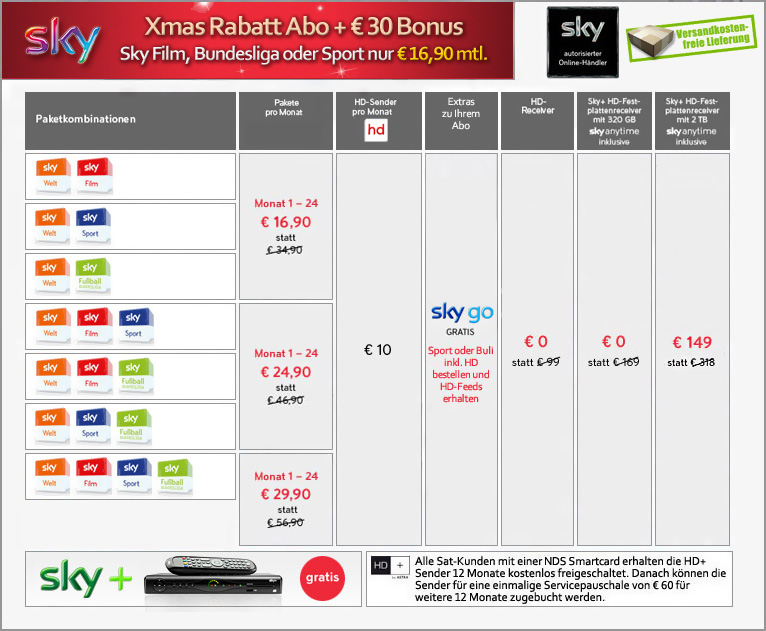 sky
Xmas Rabatt Abo + € 30 Bonus
Sky Film, Bundesliga oder Sport nur € 16,90 mtl.
sky
autorisierter
Online-Händler
Versandkosten-
freie Lieferung
Paketkombinationen
Pakete
pro Monat
HD-Sender
pro Monat
hd
Extras
zu Ihrem
Abo
HD-
Receiver
Sky+ HD-Fest-
plattenreceiver
mit 320 GB
sky anytime
inklusive
Sky+ HD-Fest-
plattenreceiver
mit 2 TB
sky anytime
inklusive
sky sky
Welt Film
sky sky
Welt Sport
sky sky
Welt Fußball
BUNDESLIGA
Monat 1 – 24
€ 16,90
statt
€ 34,90
sky sky sky
Welt Film Sport
sky sky sky
Welt Film Fußball
BUNDESLIGA
sky sky sky
Welt Sport Fußball
BUNDESLIGA
Monat 1 – 24
€ 24,90
statt
€ 46,90
sky sky sky sky
Welt Film Sport Fußball
BUNDESLIGA
Monat 1 – 24
€ 29,90
statt
€ 56,90
€ 10
sky go
GRATIS
Sport oder Buli
inkl. HD
bestellen und
HD-Feeds
erhalten
€ 0
statt € 99
€ 0
statt € 169
€ 149
statt € 318
sky +
gratis
HD +
by ASTRA
Alle Sat-Kunden mit einer NDS Smartcard erhalten die HD+
Sender 12 Monate kostenlos freigeschaltet. Danach können die
Sender für eine einmalige Servicepauschale von € 60 für
weitere 12 Monate zugebucht werden.